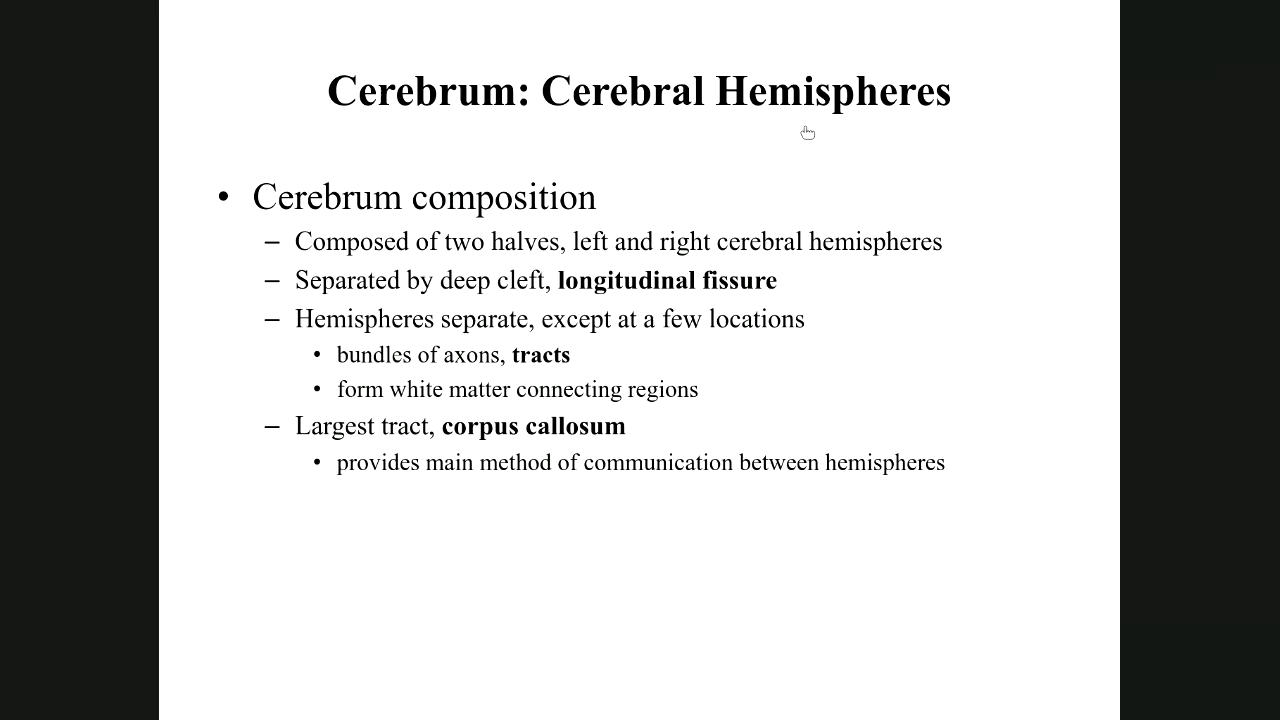 Cerebrum: Cerebral Hemispheres
• Cerebrum composition
– Composed of two halves, left and right cerebral hemispheres
– Separated by deep cleft, longitudinal fissure
– Hemispheres separate, except at a few locations
• bundles of axons, tracts
• form white matter connecting regions
– Largest tract, corpus callosum
• provides main method of communication between hemispheres